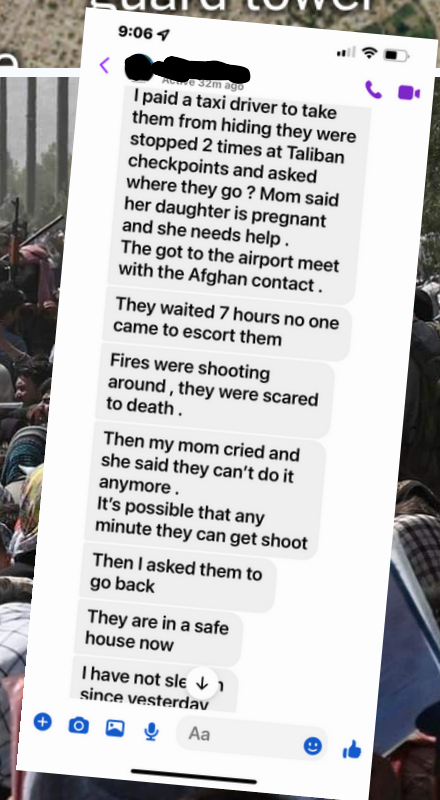 guard tower
e
9:06
Active 32m ago
I paid a taxi driver to take
them from hiding they were
stopped 2 times at Taliban
checkpoints and asked
where they go ? Mom said
her daughter is pregnant
and she needs help .
The got to the airport meet
with the Afghan contact .
They waited 7 hours no one
came to escort them
Fires were shooting
around , they were scared
to death .
Then my mom cried and
she said they can't do it
anymore .
It's possible that any
minute they can get shoot
Then I asked them to
go back
They are in a safe
house now
I have not
since yesterday
Aa